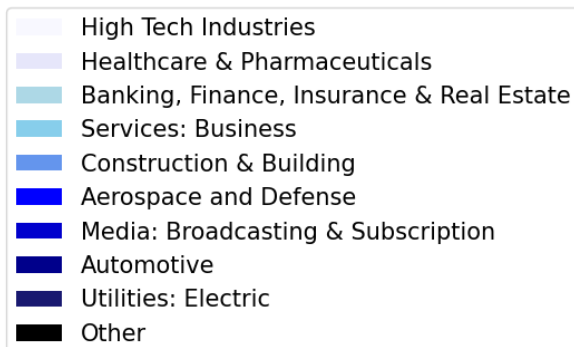 High Tech Industries
Healthcare & Pharmaceuticals
Banking, Finance, Insurance & Real Estate
Services: Business
Construction & Building
Aerospace and Defense
Media: Broadcasting & Subscription
Automotive
Utilities: Electric
Other